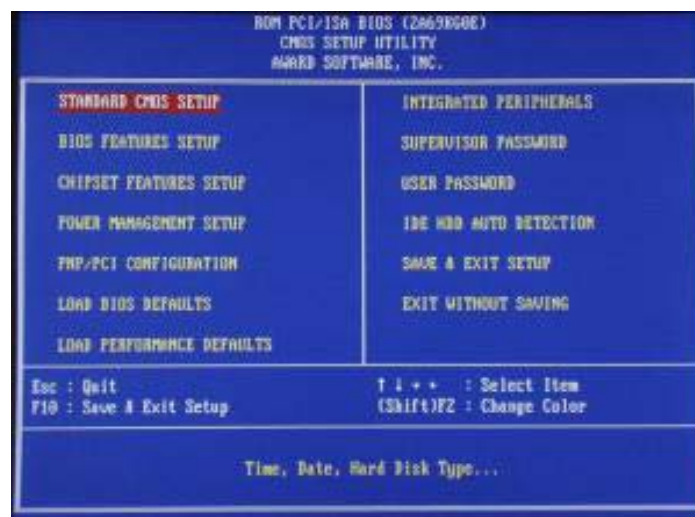 ROM PCI/ISA BIOS (2A69KG0E)
CMOS SETUP UTILITY
AWARD SOFTWARE, INC.
STANDARD CMOS SETUP
BIOS FEATURES SETUP
CHIPSET FEATURES SETUP
POWER MANAGEMENT SETUP
PNP/PCI CONFIGURATION
LOAD BIOS DEFAULTS
LOAD PERFORMANCE DEFAULTS
INTEGRATED PERIPHERALS
SUPERVISOR PASSWORD
USER PASSWORD
IDE HDD AUTO DETECTION
SAVE & EXIT SETUP
EXIT WITHOUT SAVING
Esc : Quit
F10 : Save & Exit Setup
↑ ↓ → ← : Select Item
(Shift)F2 : Change Color
Time, Date, Hard Disk Type...